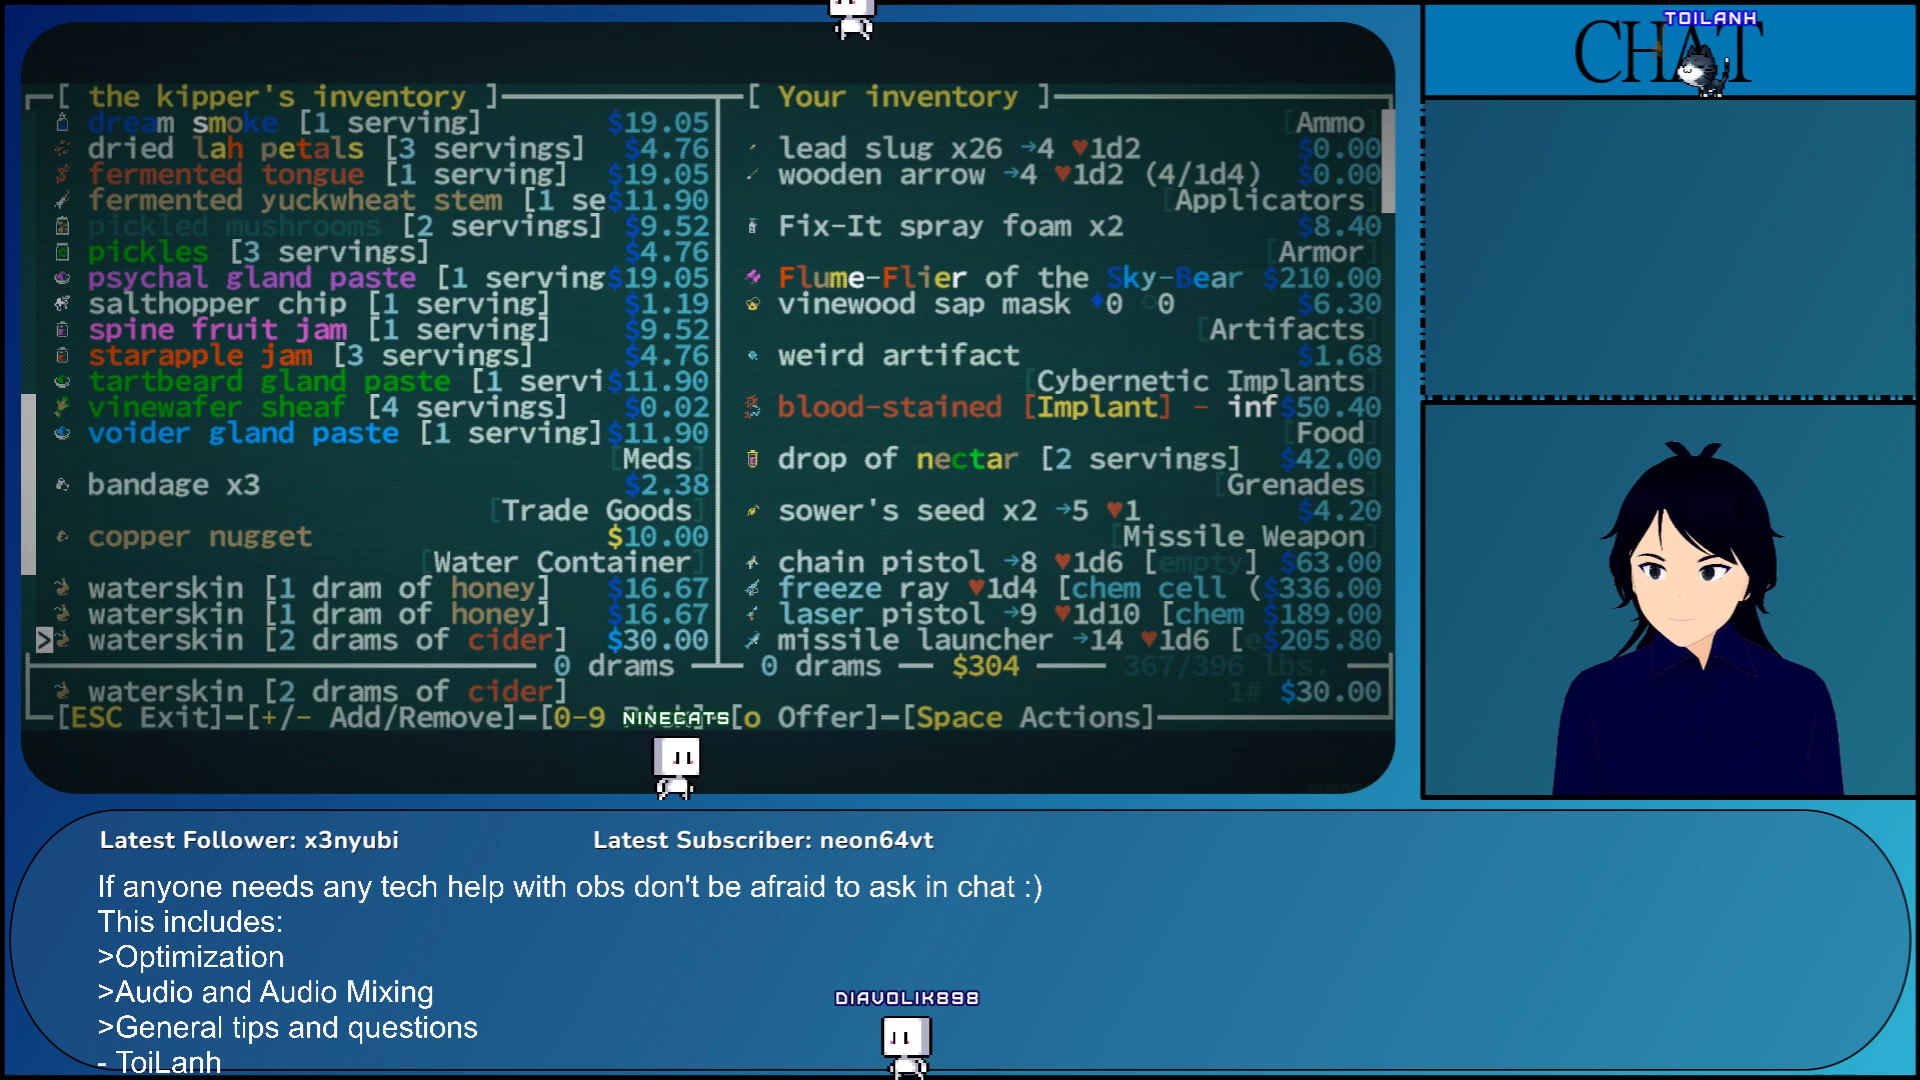 TOILANH
CHAT
[ the kipper's inventory ]
dream smoke [1 serving] $19.05
dried lah petals [3 servings] $4.76
fermented tongue [1 serving] $19.05
fermented yuckwheat stem [1 se $11.90
pickled mushrooms [2 servings] $9.52
pickles [3 servings] $4.76
psychal gland paste [1 serving $19.05
salthopper chip [1 serving] $1.19
spine fruit jam [1 serving] $9.52
starapple jam [3 servings] $4.76
tartbeard gland paste [1 servi $11.90
vinewafer sheaf [4 servings] $0.02
voider gland paste [1 serving] $11.90
[Meds]
bandage x3 $2.38
[Trade Goods]
copper nugget $10.00
[Water Container]
waterskin [1 dram of honey] $16.67
waterskin [1 dram of honey] $16.67
> waterskin [2 drams of cider] $30.00
0 drams
[ Your inventory ]
[Ammo]
lead slug x26 →4 ♥1d2 $0.00
wooden arrow →4 ♥1d2 (4/1d4) $0.00
[Applicators]
Fix-It spray foam x2 $8.40
[Armor]
Flume-Flier of the Sky-Bear $210.00
vinewood sap mask ♦0 ○0 $6.30
[Artifacts]
weird artifact $1.68
[Cybernetic Implants]
blood-stained [Implant] - inf $50.40
[Food]
drop of nectar [2 servings] $42.00
[Grenades]
sower's seed x2 →5 ♥1 $4.20
[Missile Weapon]
chain pistol →8 ♥1d6 [empty] $63.00
freeze ray ♥1d4 [chem cell ( $336.00
laser pistol →9 ♥1d10 [chem $189.00
missile launcher →14 ♥1d6 [e $205.80
0 drams $304 367/396 lbs.
waterskin [2 drams of cider] 1# $30.00
[ESC Exit]-[+/- Add/Remove]-[0-9 [o Offer]-[Space Actions]
NINECATS
Latest Follower: x3nyubi
Latest Subscriber: neon64vt
If anyone needs any tech help with obs don't be afraid to ask in chat :)
This includes:
>Optimization
>Audio and Audio Mixing
>General tips and questions
- ToiLanh
DIAVOLIK898